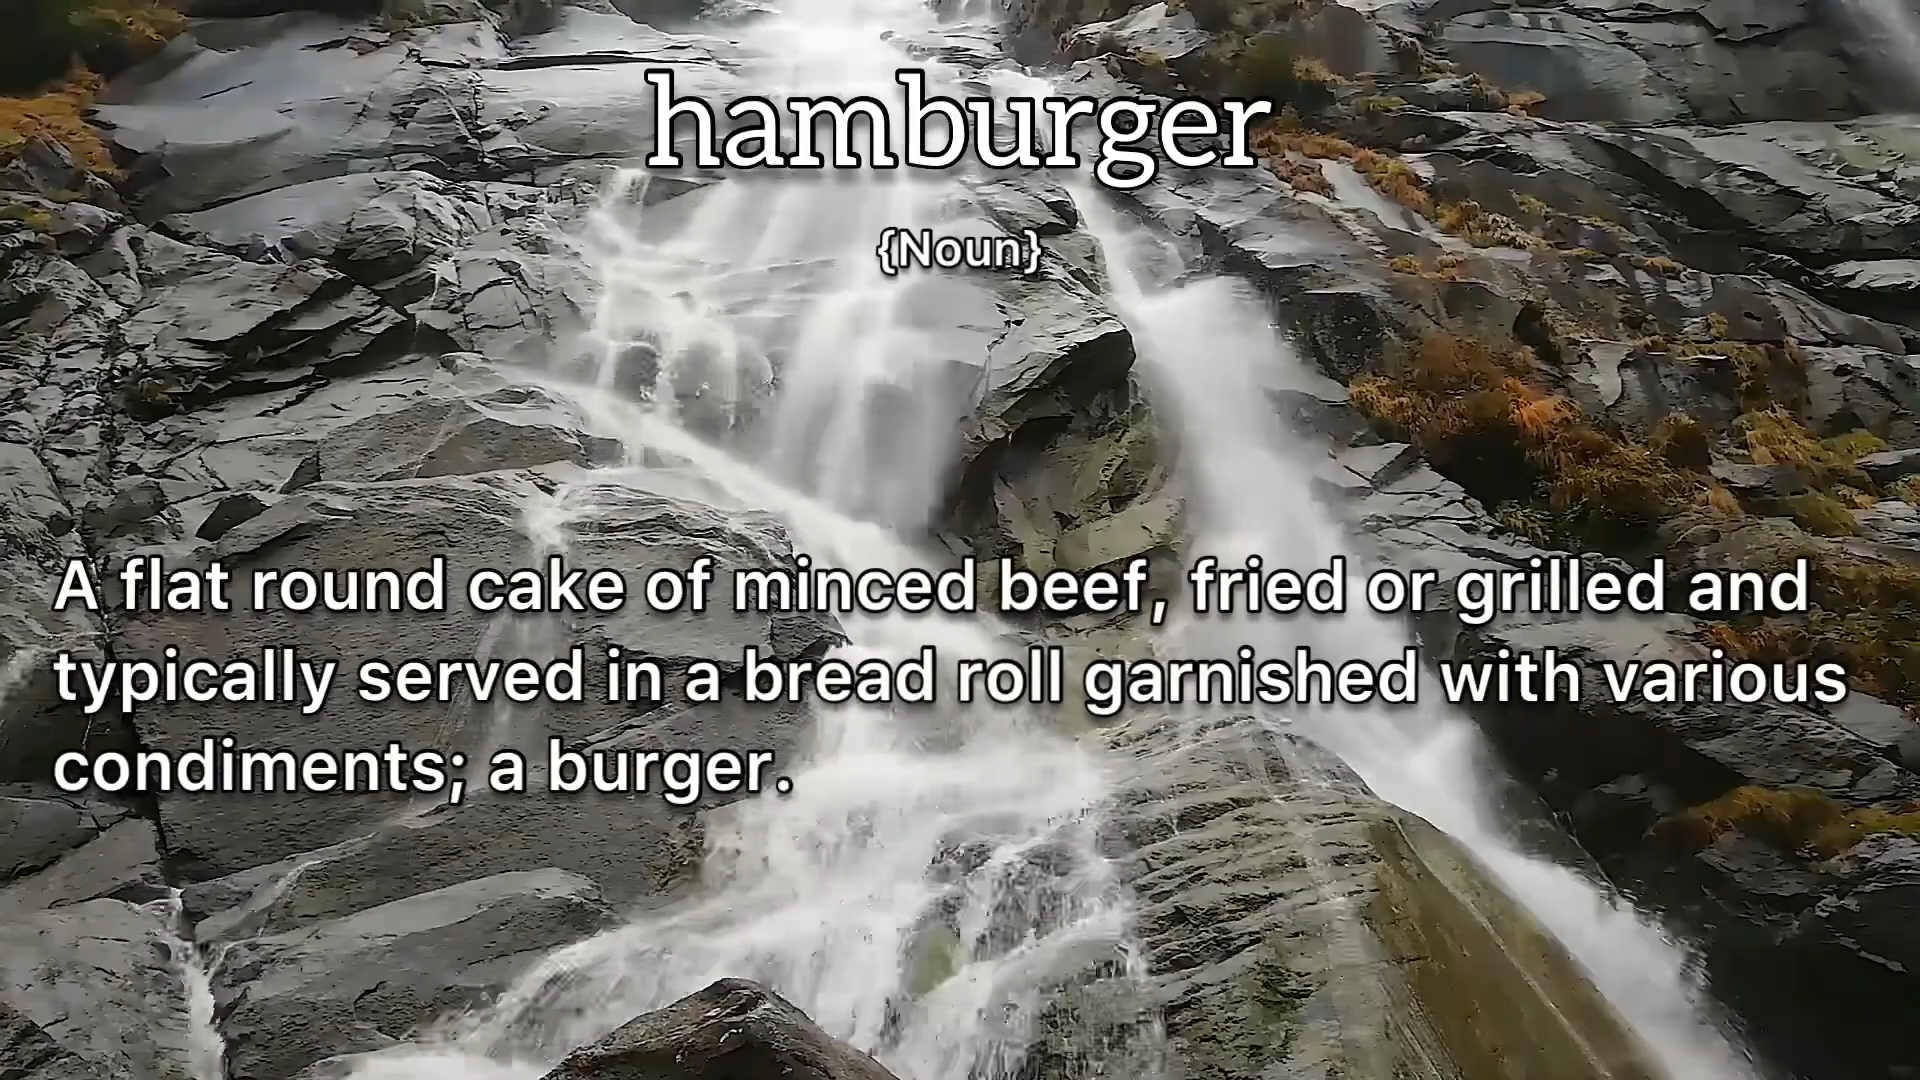 hamburger
{Noun}
A flat round cake of minced beef, fried or grilled and
typically served in a bread roll garnished with various
condiments; a burger.